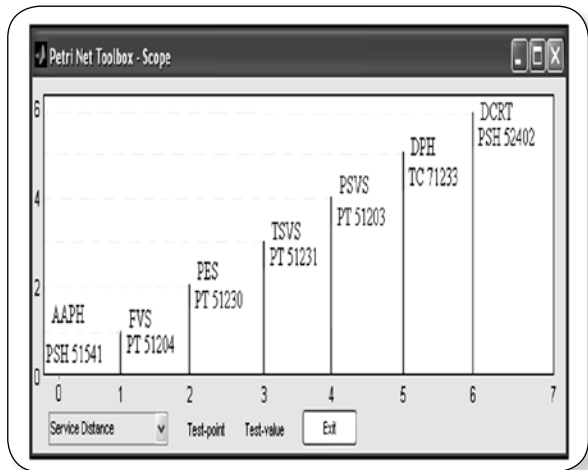 Petri Net Toolbox - Scope
6
DCRT
PSH 52402
DPH
TC 71233
4
PSVS
PT 51203
TSVS
PT 51231
PES
PT 51230
2
AAPH
PSH 51541
FVS
PT 51204
0
0 1 2 3 4 5 6 7
Service Distance Test-point Test-value Exit